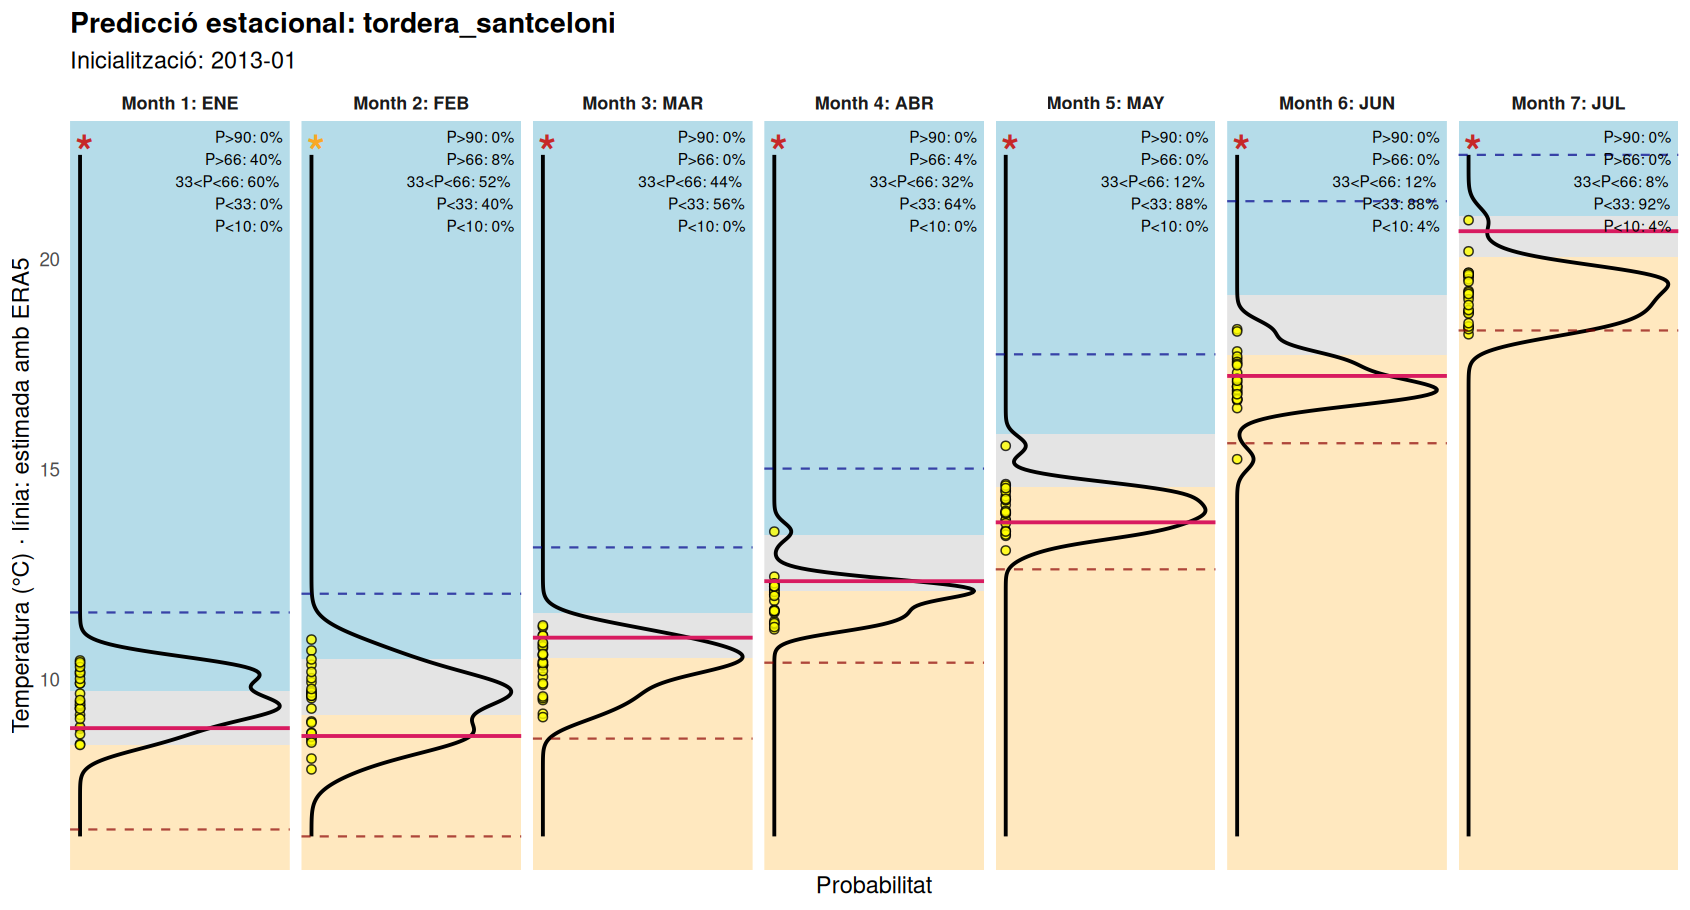 Predicció estacional: tordera_santceloni
Inicialització: 2013-01
Month 1: ENE
Month 2: FEB
Month 3: MAR
Month 4: ABR
Month 5: MAY
Month 6: JUN
Month 7: JUL
*
P>90: 0%
P>66: 40%
33<P<66: 60%
P<33: 0%
P<10: 0%
*
P>90: 0%
P>66: 8%
33<P<66: 52%
P<33: 40%
P<10: 0%
*
P>90: 0%
P>66: 0%
33<P<66: 44%
P<33: 56%
P<10: 0%
*
P>90: 0%
P>66: 4%
33<P<66: 32%
P<33: 64%
P<10: 0%
*
P>90: 0%
P>66: 0%
33<P<66: 12%
P<33: 88%
P<10: 0%
*
P>90: 0%
P>66: 0%
33<P<66: 12%
P<33: 88%
P<10: 4%
*
P>90: 0%
P>66: 0%
33<P<66: 8%
P<33: 92%
P<10: 4%
20
15
10
Temperatura (°C) · línia: estimada amb ERA5
Probabilitat